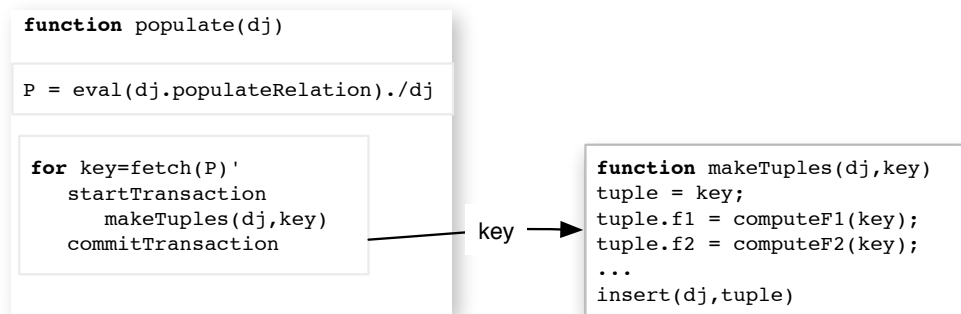 function populate(dj)
P = eval(dj.populateRelation)./dj
for key=fetch(P)'
startTransaction
makeTuples(dj,key)
commitTransaction
key
function makeTuples(dj,key)
tuple = key;
tuple.f1 = computeF1(key);
tuple.f2 = computeF2(key);
...
insert(dj,tuple)